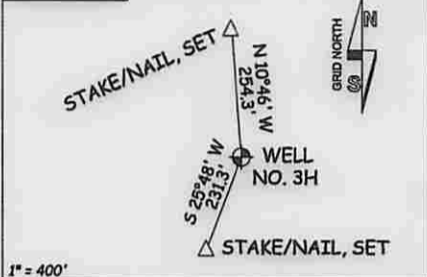 STAKE/NAIL, SET
N 10°46' W
254.3'
GRID NORTH
N
S
WELL
NO. 3H
S 25°48' W
231.3'
STAKE/NAIL, SET
1" = 400'